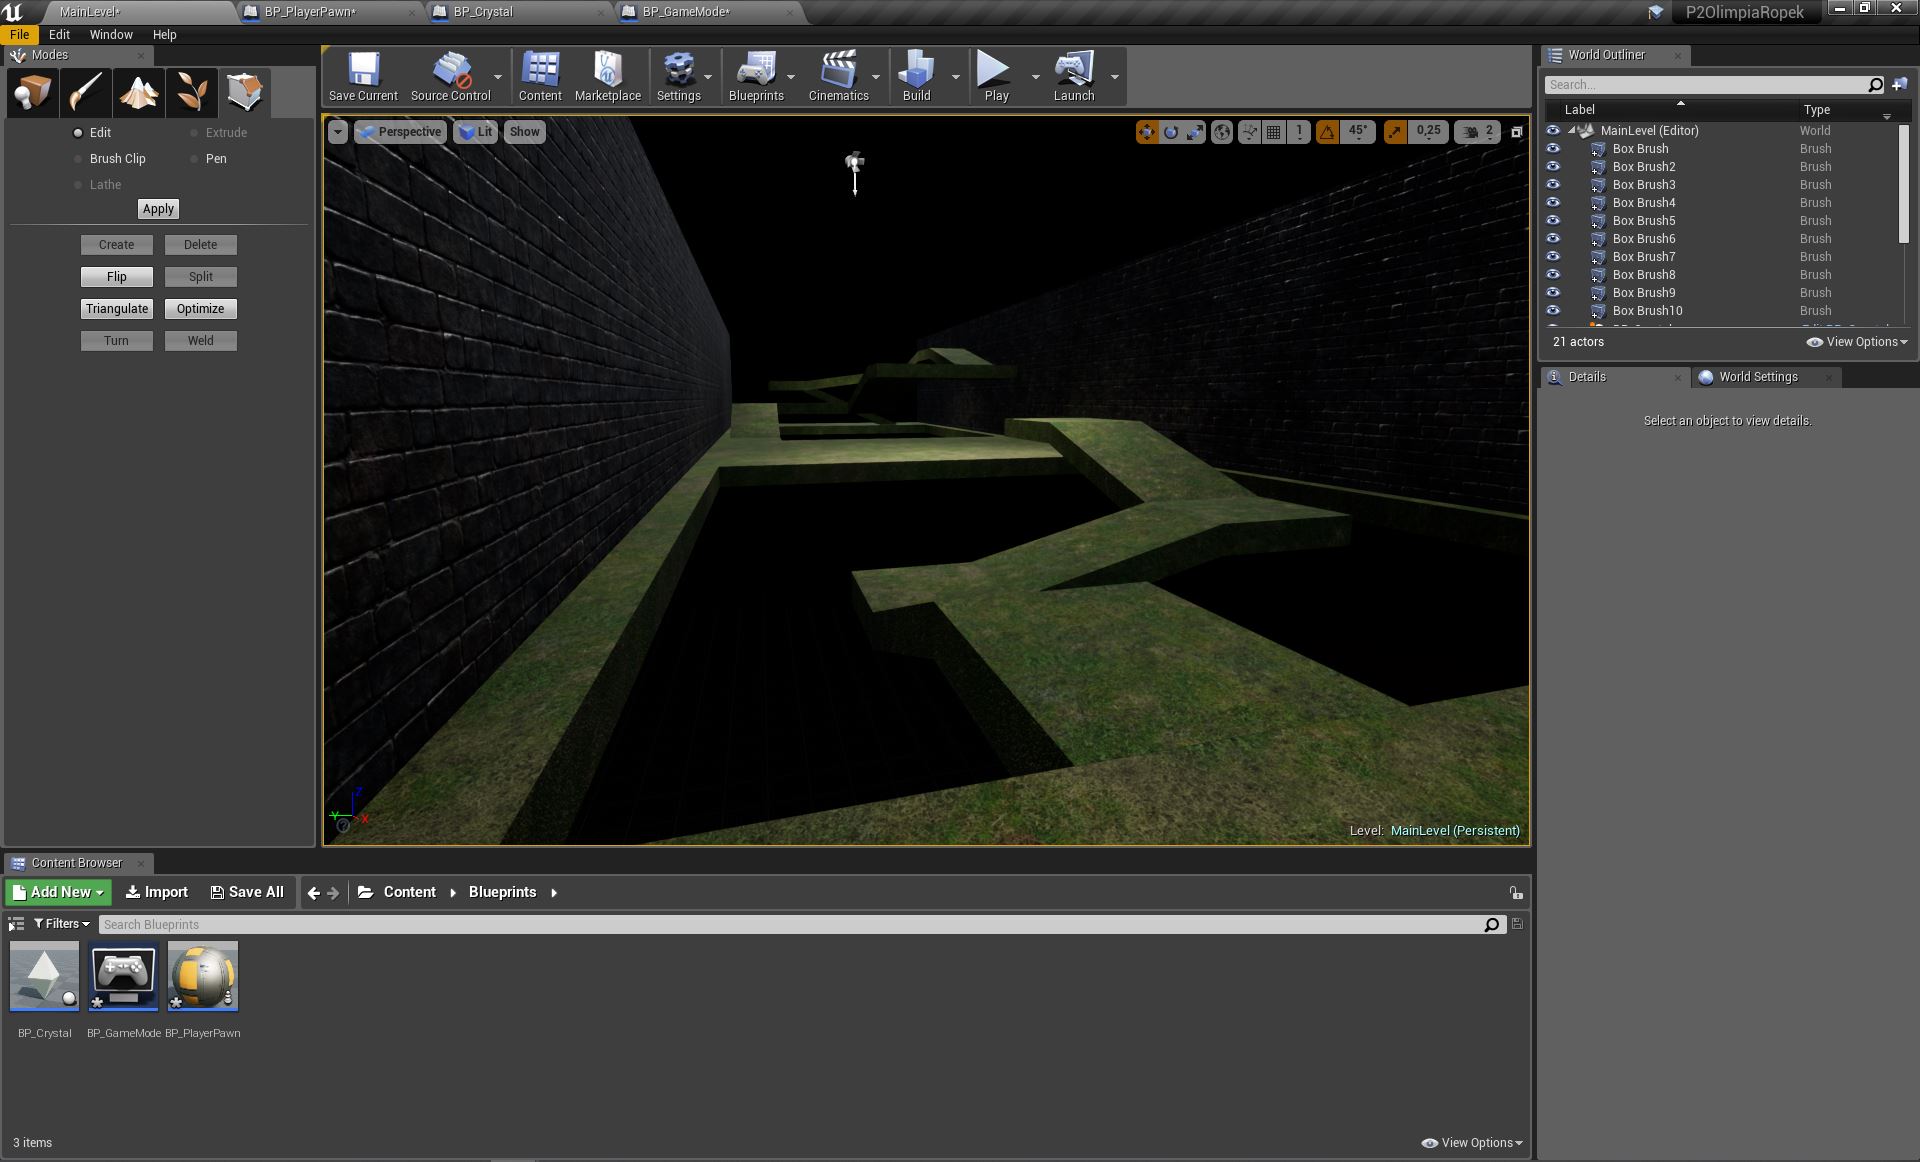 MainLevel*
BP_PlayerPawn*
BP_Crystal
BP_GameMode*
P2OlimpiaRopek
File Edit Window Help
Modes
Edit
Extrude
Brush Clip
Pen
Lathe
Apply
Create Delete
Flip Split
Triangulate Optimize
Turn Weld
Save Current
Source Control
Content
Marketplace
Settings
Blueprints
Cinematics
Build
Play
Launch
Perspective
Lit
Show
1
45°
0,25
2
Z
Y
X
Level: MainLevel (Persistent)
World Outliner
Search...
Label Type
MainLevel (Editor) World
Box Brush Brush
Box Brush2 Brush
Box Brush3 Brush
Box Brush4 Brush
Box Brush5 Brush
Box Brush6 Brush
Box Brush7 Brush
Box Brush8 Brush
Box Brush9 Brush
Box Brush10 Brush
21 actors
View Options
Details
World Settings
Select an object to view details.
Content Browser
Add New
Import
Save All
Content
Blueprints
Filters
Search Blueprints
BP_Crystal
BP_GameMode
BP_PlayerPawn
3 items
View Options